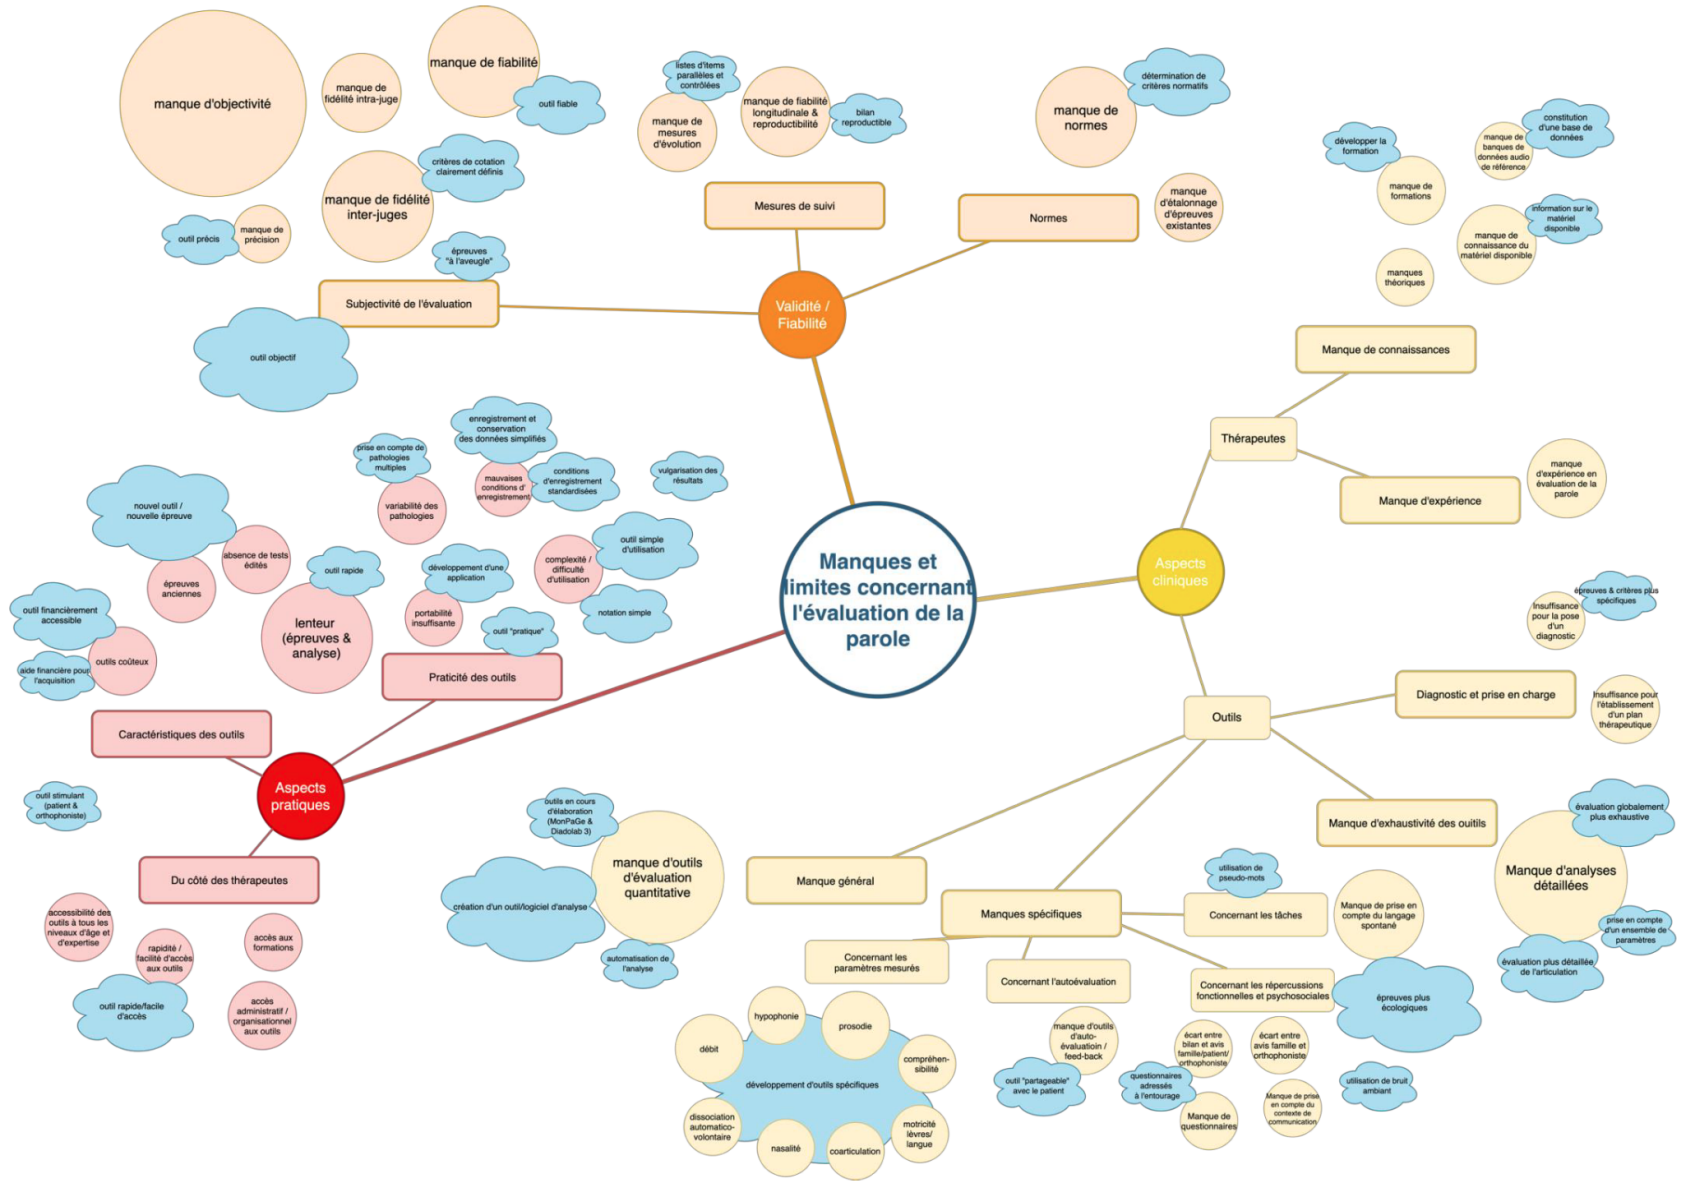 manque d'objectivité
manque de
fidélité intra-juge
manque de fiabilité
outil fiable
critères de cotation
clairement définis
manque de fidélité
inter-juges
outil précis
manque de
précision
épreuves
"à l'aveugle"
Subjectivité de l'évaluation
outil objectif
listes d'items
parallèles et
contrôlées
manque de
mesures
d'évolution
manque de fiabilité
longitudinale &
reproductibilité
bilan
reproductible
Mesures de suivi
manque de
normes
détermination de
critères normatifs
Normes
manque
d'étalonnage
d'épreuves
existantes
Validité /
Fiabilité
développer la
formation
manque de
formations
manque de
banques de
données audio
de référence
constitution
d'une base de
données
information sur le
matériel
disponible
manque de
connaissance du
matériel disponible
manques
théoriques
Manque de connaissances
Thérapeutes
Manque d'expérience
manque
d'expérience en
évaluation de la
parole
Aspects
cliniques
Manques et
limites concernant
l'évaluation de la
parole
enregistrement et
conservation
des données simplifiés
prise en compte de
pathologies
multiples
mauvaises
conditions d'
enregistrement
conditions
d'enregistrement
standardisées
vulgarisation des
résultats
variabilité des
pathologies
nouvel outil /
nouvelle épreuve
absence de tests
édités
épreuves
anciennes
outil rapide
lenteur
(épreuves &
analyse)
développement d'une
application
portabilité
insuffisante
complexité /
difficulté
d'utilisation
outil simple
d'utilisation
notation simple
outil "pratique"
outil financièrement
accessible
aide financière pour
l'acquisition
outils coûteux
Praticité des outils
Caractéristiques des outils
Aspects
pratiques
outil stimulant
(patient &
orthophoniste)
Du côté des thérapeutes
accessibilité des
outils à tous les
niveaux d'âge et
d'expertise
rapidité /
facilité d'accès
aux outils
accès aux
formations
outil rapide/facile
d'accès
accès
administratif /
organisationnel
aux outils
épreuves & critères plus
spécifiques
Insuffisance
pour la pose
d'un
diagnostic
Diagnostic et prise en charge
Insuffisance pour
l'établissement
d'un plan
thérapeutique
Outils
Manque d'exhaustivité des ouitils
évaluation globalement
plus exhaustive
Manque d'analyses
détaillées
prise en compte
d'un ensemble de
paramètres
évaluation plus détaillée
de l'articulation
outils en cours
d'élaboration
(MonPaGe &
Diadolab 3)
manque d'outils
d'évaluation
quantitative
création d'un outil/logiciel d'analyse
automatisation de
l'analyse
Manque général
Manques spécifiques
utilisation de
pseudo-mots
Concernant les tâches
Manque de prise en
compte du langage
spontané
Concernant les
paramètres mesurés
Concernant l'autoévaluation
Concernant les répercussions
fonctionnelles et psychosociales
épreuves plus
écologiques
hypophonie
prosodie
débit
compréhen-
sibilité
développement d'outils spécifiques
dissociation
automatico-
volontaire
nasalité
coarticulation
motricité
lèvres/
langue
manque d'outils
d'auto-
évaluatioin /
feed-back
outil "partageable"
avec le patient
écart entre
bilan et avis
famille/patient/
orthophoniste
écart entre
avis famille et
orthophoniste
questionnaires
adressés
à l'entourage
Manque de
questionnaires
Manque de prise
en compte du
contexte de
communication
utilisation de bruit
ambiant